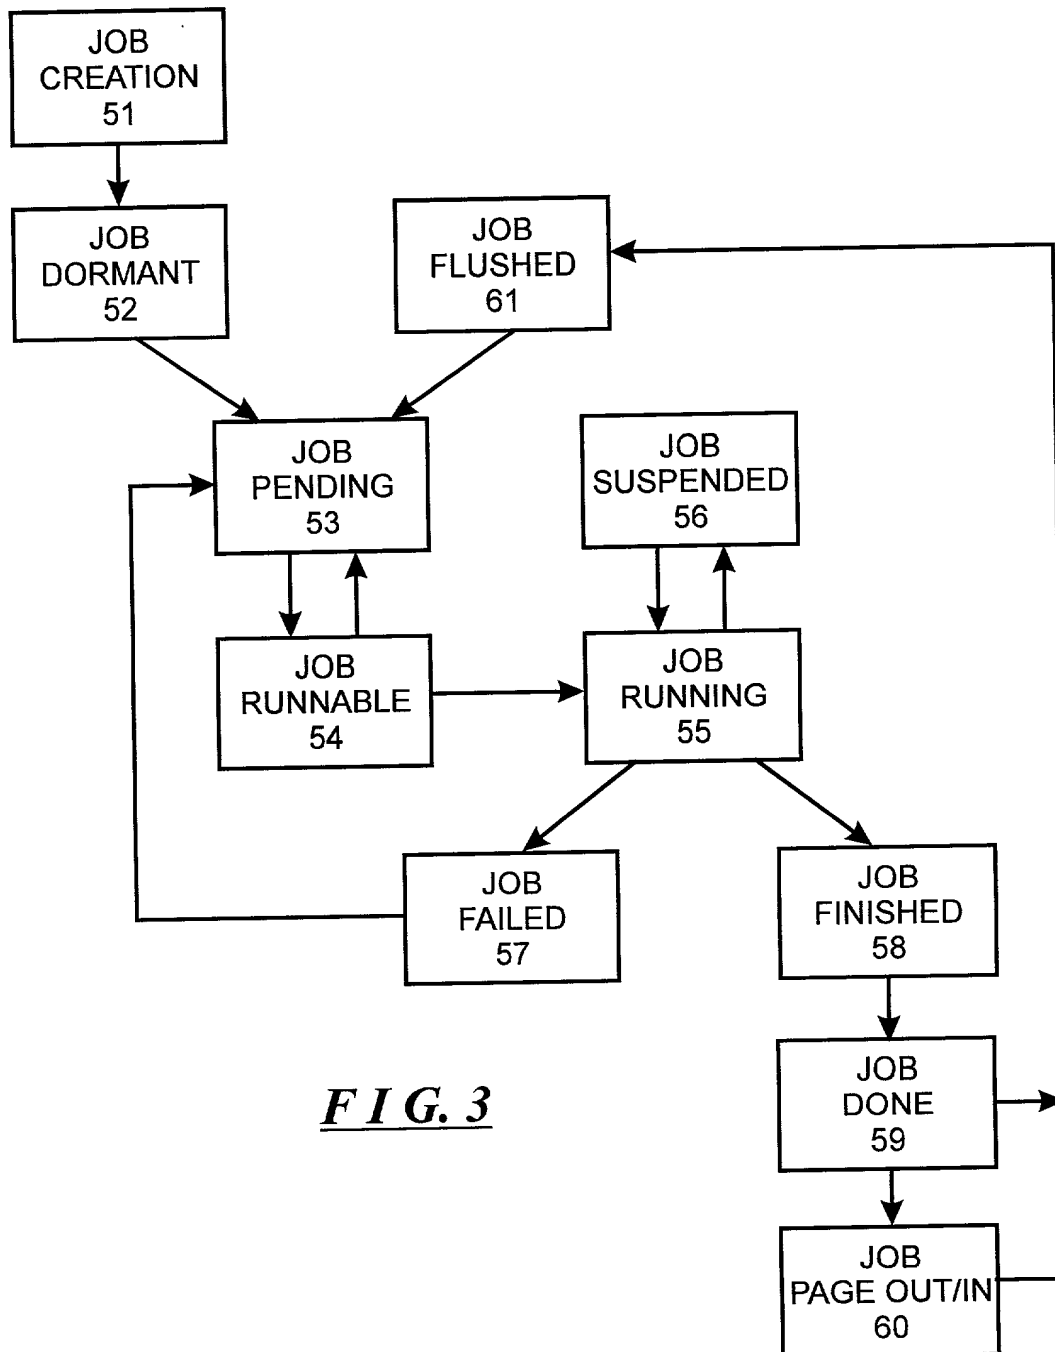 JOB
CREATION
51
JOB
DORMANT
52
JOB
FLUSHED
61
JOB
PENDING
53
JOB
SUSPENDED
56
JOB
RUNNABLE
54
JOB
RUNNING
55
JOB
FAILED
57
JOB
FINISHED
58
JOB
DONE
59
JOB
PAGE OUT/IN
60
FIG. 3